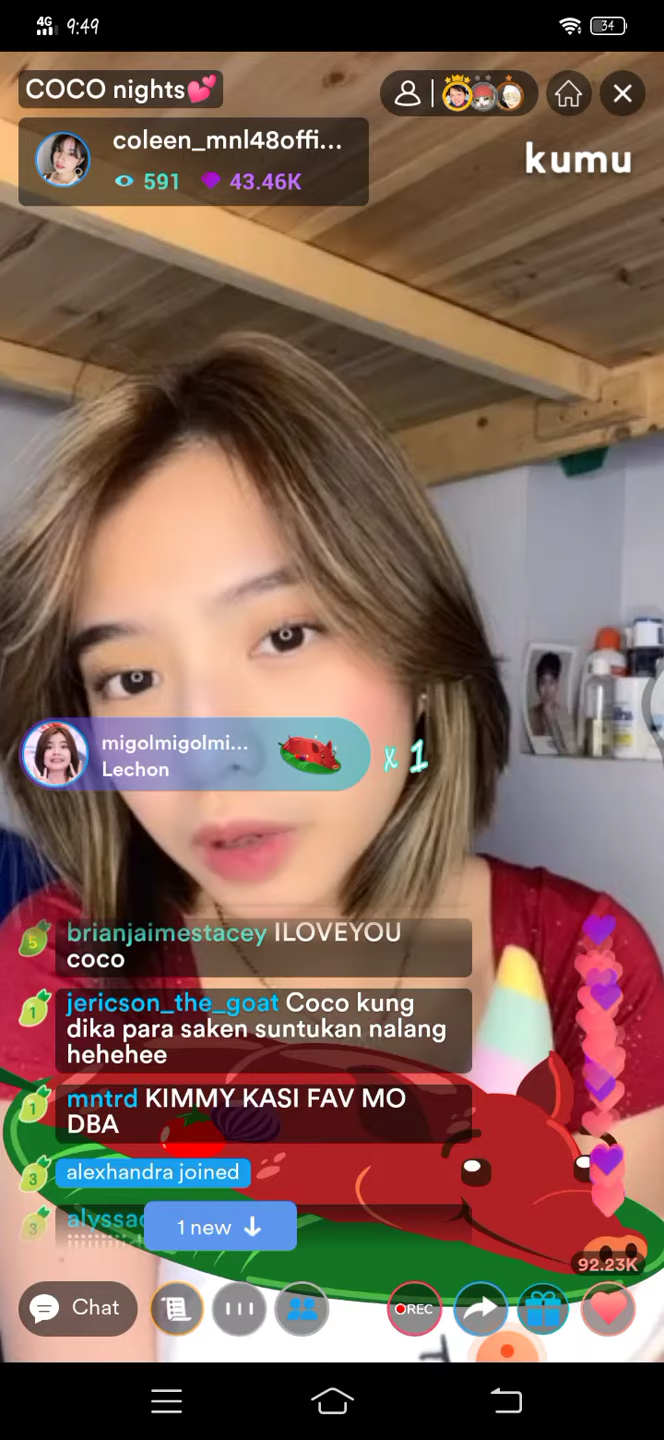 4G 9:49 34
COCO nights💕
coleen_mnl48offi...
591 43.46K
kumu
migolmigolmi...
Lechon
x 1
5 brianjaimestacey ILOVEYOU
coco
1 jericson_the_goat Coco kung
dika para saken suntukan nalang
hehehee
1 mntrd KIMMY KASI FAV MO
DBA
3 alexhandra joined
3
1 new ↓
92.23K
Chat
REC